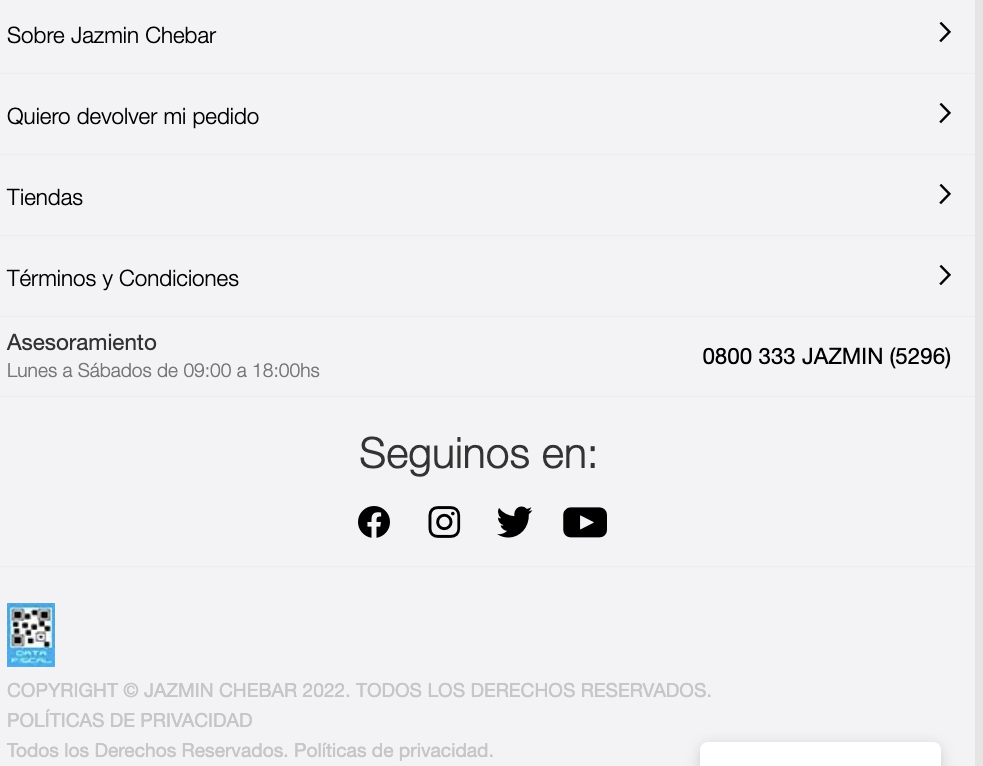 Sobre Jazmin Chebar
Quiero devolver mi pedido
Tiendas
Términos y Condiciones
Asesoramiento
Lunes a Sábados de 09:00 a 18:00hs
0800 333 JAZMIN (5296)
Seguinos en:
DATA
FISCAL
COPYRIGHT © JAZMIN CHEBAR 2022. TODOS LOS DERECHOS RESERVADOS.
POLÍTICAS DE PRIVACIDAD
Todos los Derechos Reservados. Políticas de privacidad.